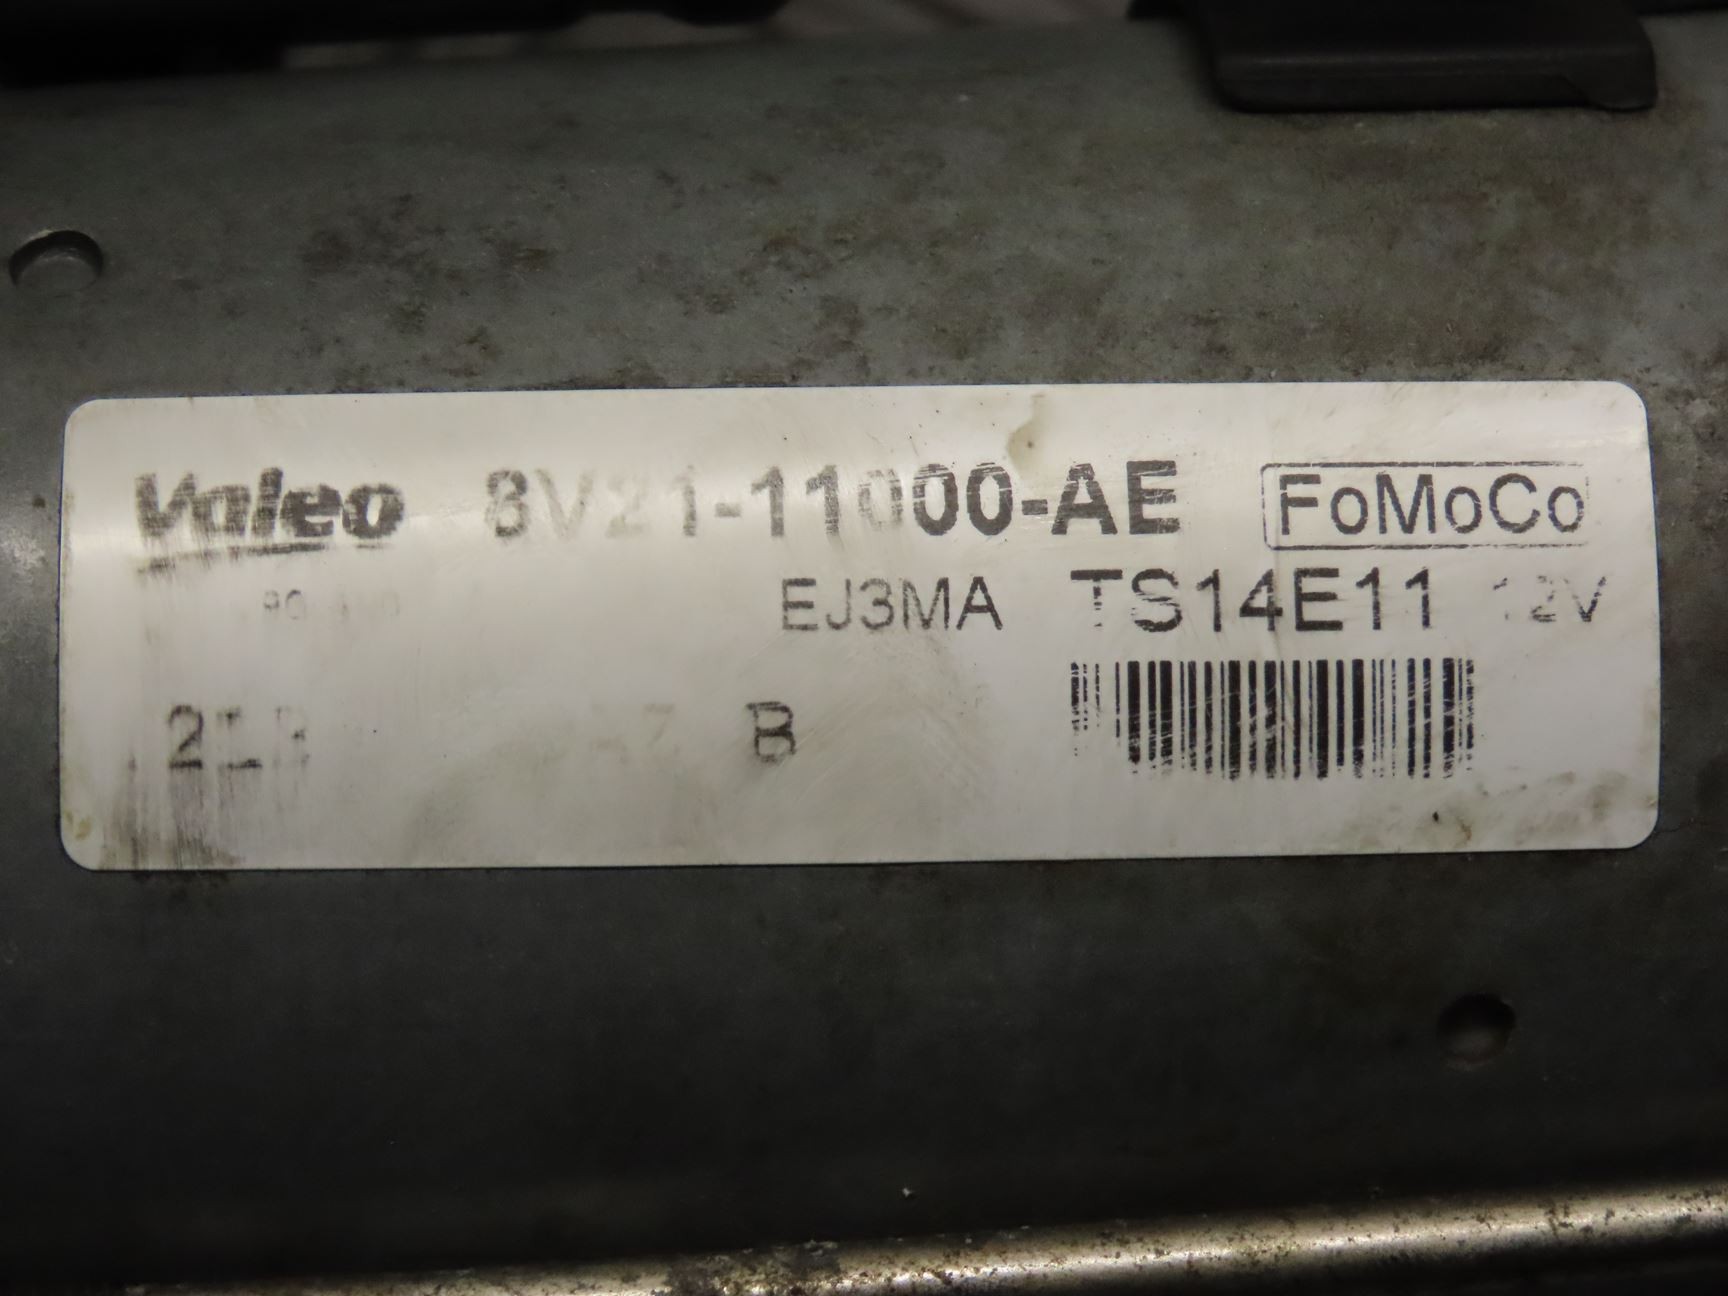 Valeo 8V21-11000-AE FoMoCo
EJ3MA TS14E11 12V
B